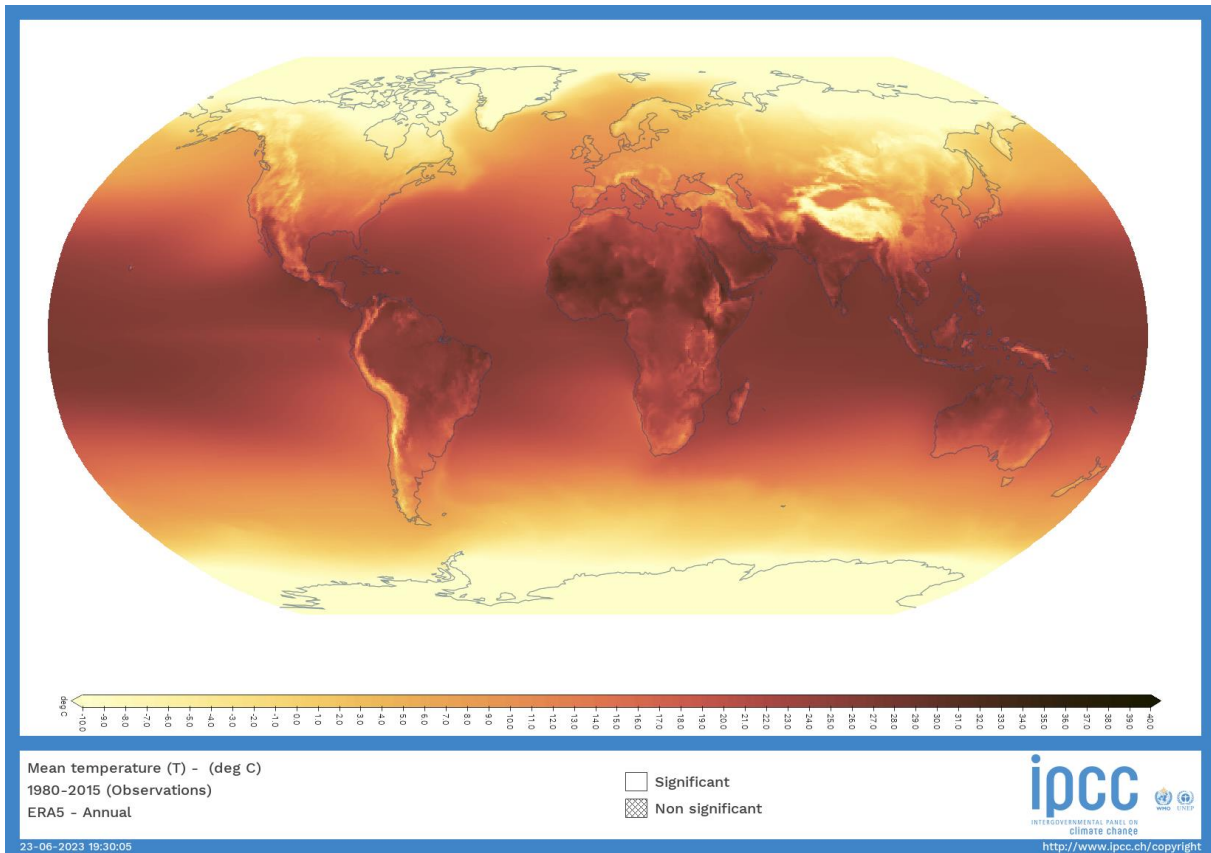 deg C
-10.0 -9.0 -8.0 -7.0 -6.0 -5.0 -4.0 -3.0 -2.0 -1.0 0.0 1.0 2.0 3.0 4.0 5.0 6.0 7.0 8.0 9.0 10.0 11.0 12.0 13.0 14.0 15.0 16.0 17.0 18.0 19.0 20.0 21.0 22.0 23.0 24.0 25.0 26.0 27.0 28.0 29.0 30.0 31.0 32.0 33.0 34.0 35.0 36.0 37.0 38.0 39.0 40.0
Mean temperature (T) - (deg C)
1980-2015 (Observations)
ERA5 - Annual
Significant
Non significant
ipcc
INTERGOVERNMENTAL PANEL ON
climate change
WMO UNEP
23-06-2023 19:30:05
http://www.ipcc.ch/copyright